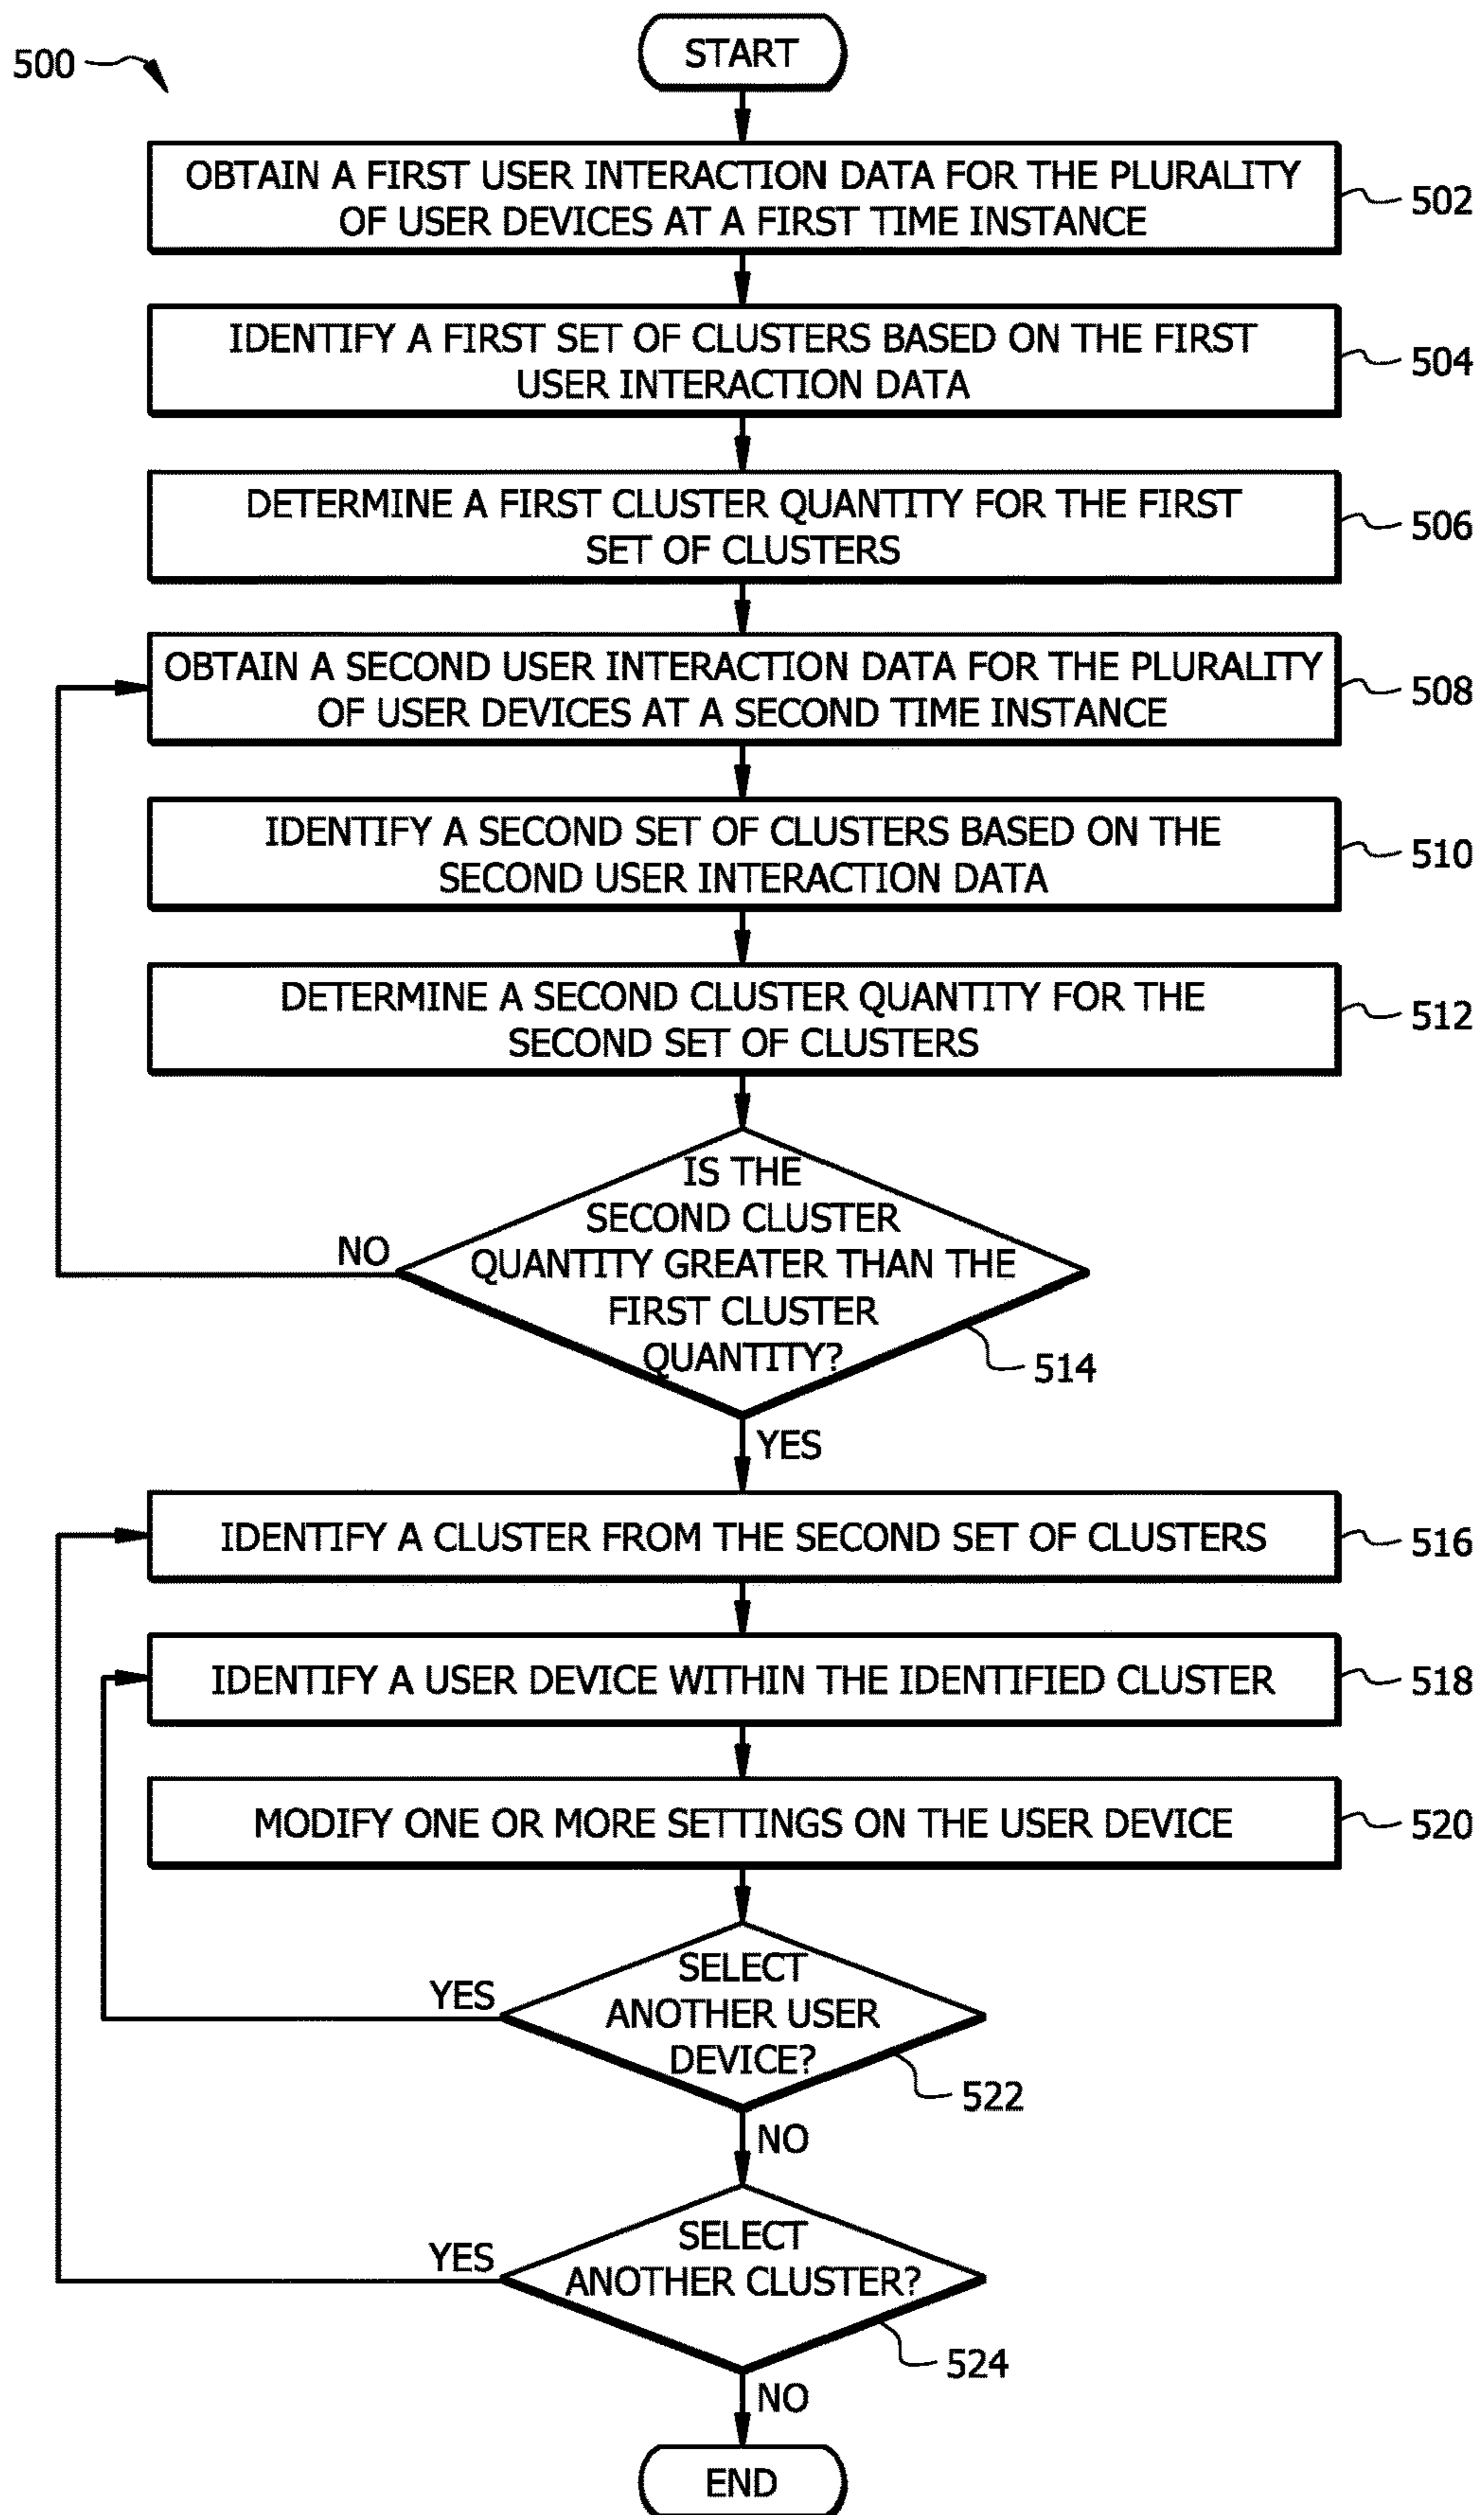 START
500
OBTAIN A FIRST USER INTERACTION DATA FOR THE PLURALITY
OF USER DEVICES AT A FIRST TIME INSTANCE
502
IDENTIFY A FIRST SET OF CLUSTERS BASED ON THE FIRST
USER INTERACTION DATA
504
DETERMINE A FIRST CLUSTER QUANTITY FOR THE FIRST
SET OF CLUSTERS
506
OBTAIN A SECOND USER INTERACTION DATA FOR THE PLURALITY
OF USER DEVICES AT A SECOND TIME INSTANCE
508
IDENTIFY A SECOND SET OF CLUSTERS BASED ON THE
SECOND USER INTERACTION DATA
510
DETERMINE A SECOND CLUSTER QUANTITY FOR THE
SECOND SET OF CLUSTERS
512
IS THE
SECOND CLUSTER
QUANTITY GREATER THAN THE
FIRST CLUSTER
QUANTITY?
NO
514
YES
IDENTIFY A CLUSTER FROM THE SECOND SET OF CLUSTERS
516
IDENTIFY A USER DEVICE WITHIN THE IDENTIFIED CLUSTER
518
MODIFY ONE OR MORE SETTINGS ON THE USER DEVICE
520
SELECT
ANOTHER USER
DEVICE?
YES
522
NO
SELECT
ANOTHER CLUSTER?
YES
524
NO
END